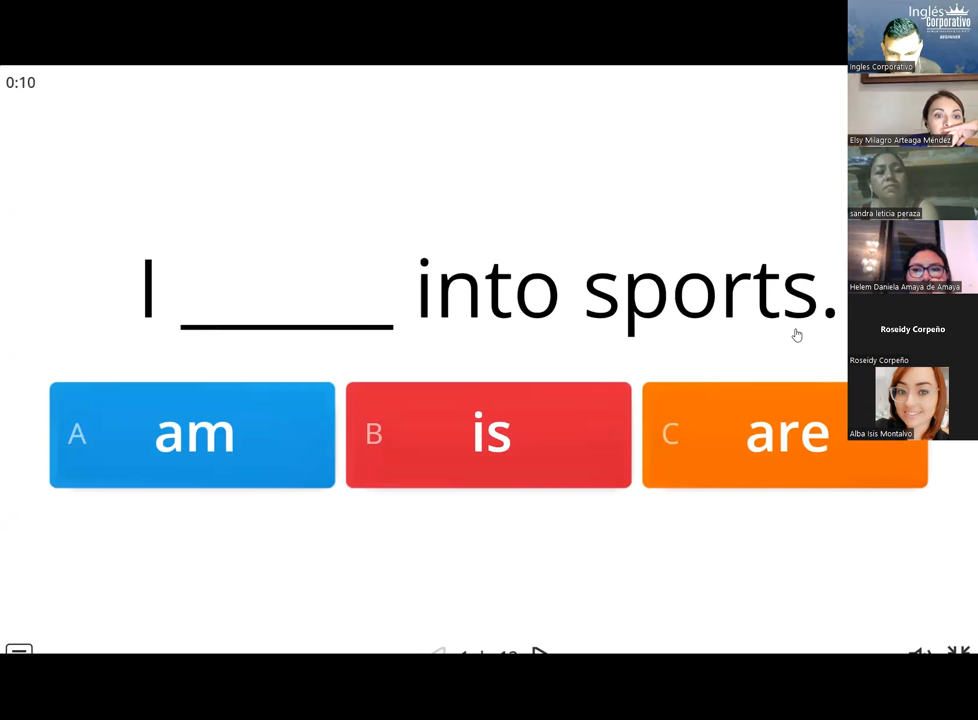 0:10
I ______ into sports.
A am
B is
C are
Inglés
Corporativo
BEGINNER
Ingles Corporativo
Elsy Milagro Arteaga Méndez
sandra leticia peraza
Helem Daniela Amaya de Amaya
Roseidy Corpeño
Roseidy Corpeño
Alba Isis Montalvo